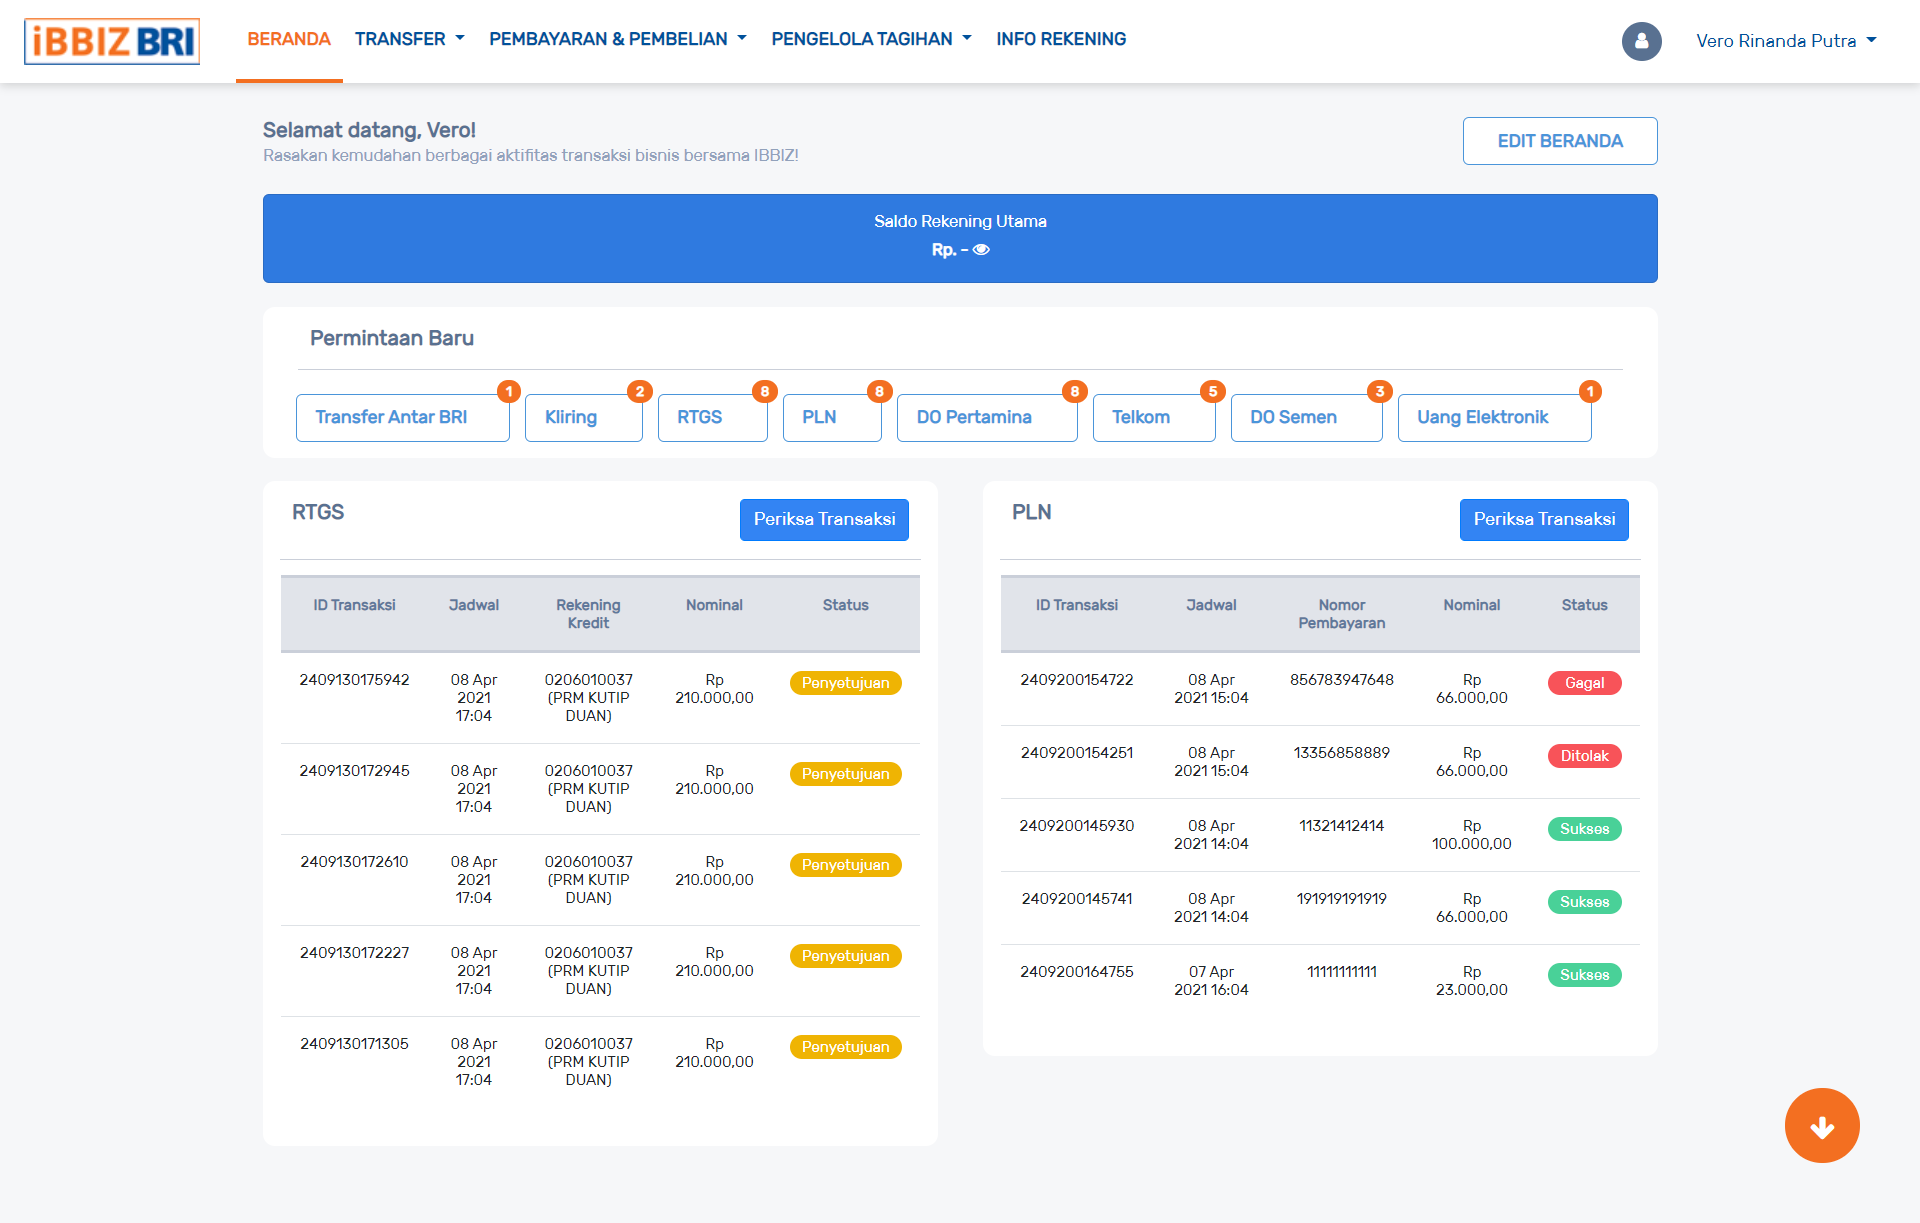 iBBIZ BRI
BERANDA TRANSFER PEMBAYARAN & PEMBELIAN PENGELOLA TAGIHAN INFO REKENING
Vero Rinanda Putra
Selamat datang, Vero!
Rasakan kemudahan berbagai aktifitas transaksi bisnis bersama IBBIZ!
EDIT BERANDA
Saldo Rekening Utama
Rp. -
Permintaan Baru
Transfer Antar BRI 1
Kliring 2
RTGS 8
PLN 8
DO Pertamina 8
Telkom 5
DO Semen 3
Uang Elektronik 1
RTGS
Periksa Transaksi
ID Transaksi Jadwal Rekening Nominal Status
Kredit
2409130175942 08 Apr 0206010037 Rp Penyetujuan
2021 (PRM KUTIP 210.000,00
17:04 DUAN)
2409130172945 08 Apr 0206010037 Rp Penyetujuan
2021 (PRM KUTIP 210.000,00
17:04 DUAN)
2409130172610 08 Apr 0206010037 Rp Penyetujuan
2021 (PRM KUTIP 210.000,00
17:04 DUAN)
2409130172227 08 Apr 0206010037 Rp Penyetujuan
2021 (PRM KUTIP 210.000,00
17:04 DUAN)
2409130171305 08 Apr 0206010037 Rp Penyetujuan
2021 (PRM KUTIP 210.000,00
17:04 DUAN)
PLN
Periksa Transaksi
ID Transaksi Jadwal Nomor Nominal Status
Pembayaran
2409200154722 08 Apr 856783947648 Rp Gagal
2021 15:04 66.000,00
2409200154251 08 Apr 13356858889 Rp Ditolak
2021 15:04 66.000,00
2409200145930 08 Apr 11321412414 Rp Sukses
2021 14:04 100.000,00
2409200145741 08 Apr 191919191919 Rp Sukses
2021 14:04 66.000,00
2409200164755 07 Apr 11111111111 Rp Sukses
2021 16:04 23.000,00